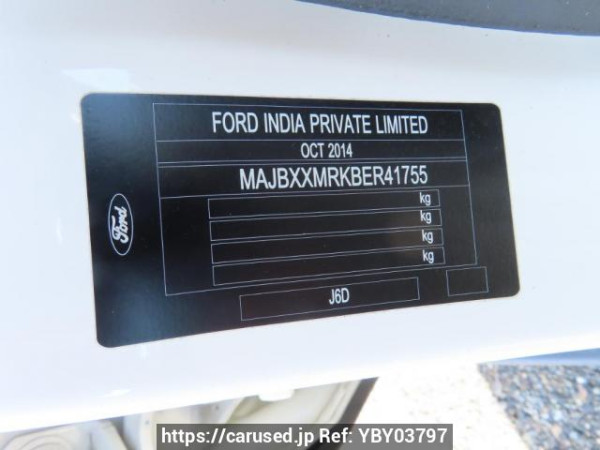 FORD INDIA PRIVATE LIMITED
OCT 2014
MAJBXXMRKBER41755
kg
kg
kg
kg
Ford
J6D
https://carused.jp Ref: YBY03797